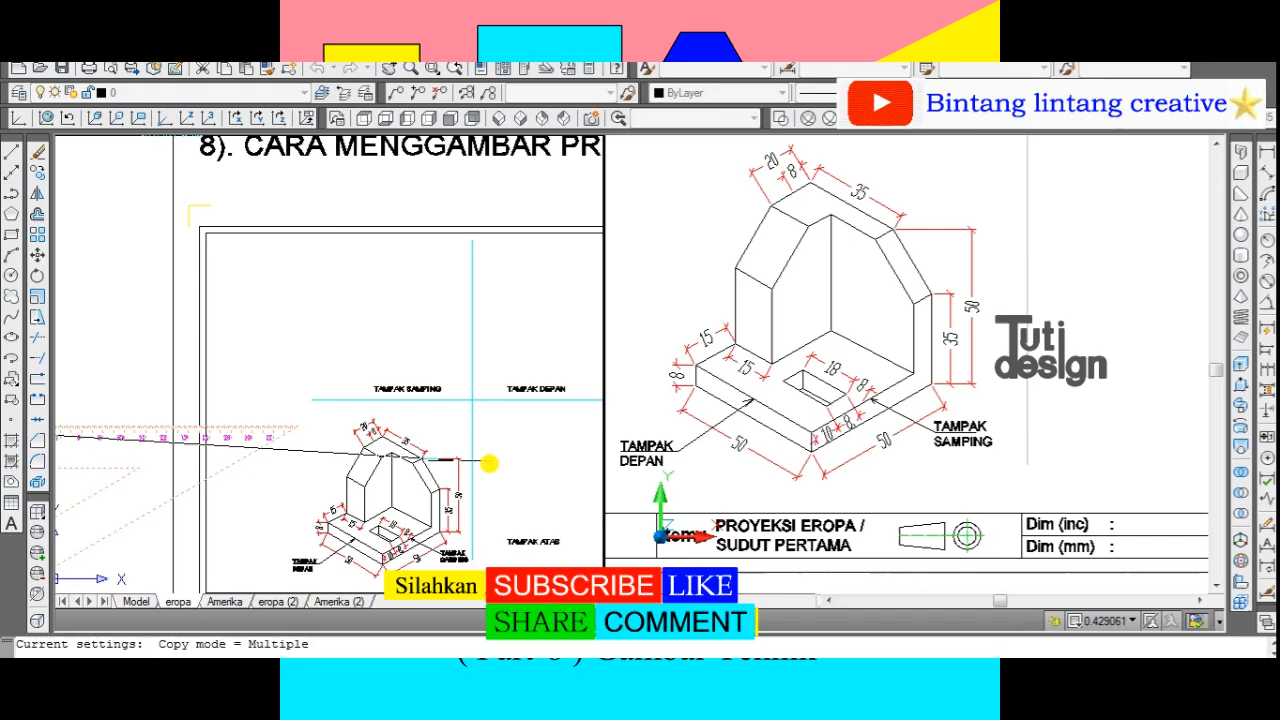 0
ByLayer
Bintang lintang creative
8). CARA MENGGAMBAR PR
TAMPAK SAMPING
TAMPAK DEPAN
TAMPAK ATAS
20
8
35
50
35
15
15
8
18
8
10
8
50
50
TAMPAK
DEPAN
TAMPAK
SAMPING
Tuti
design
Y
X
PROYEKSI EROPA /
SUDUT PERTAMA
Dim (inc) :
Dim (mm) :
Model
eropa
Amerika
eropa (2)
Amerika (2)
0.429061
Silahkan
SUBSCRIBE
LIKE
SHARE
COMMENT
Current settings: Copy mode = Multiple